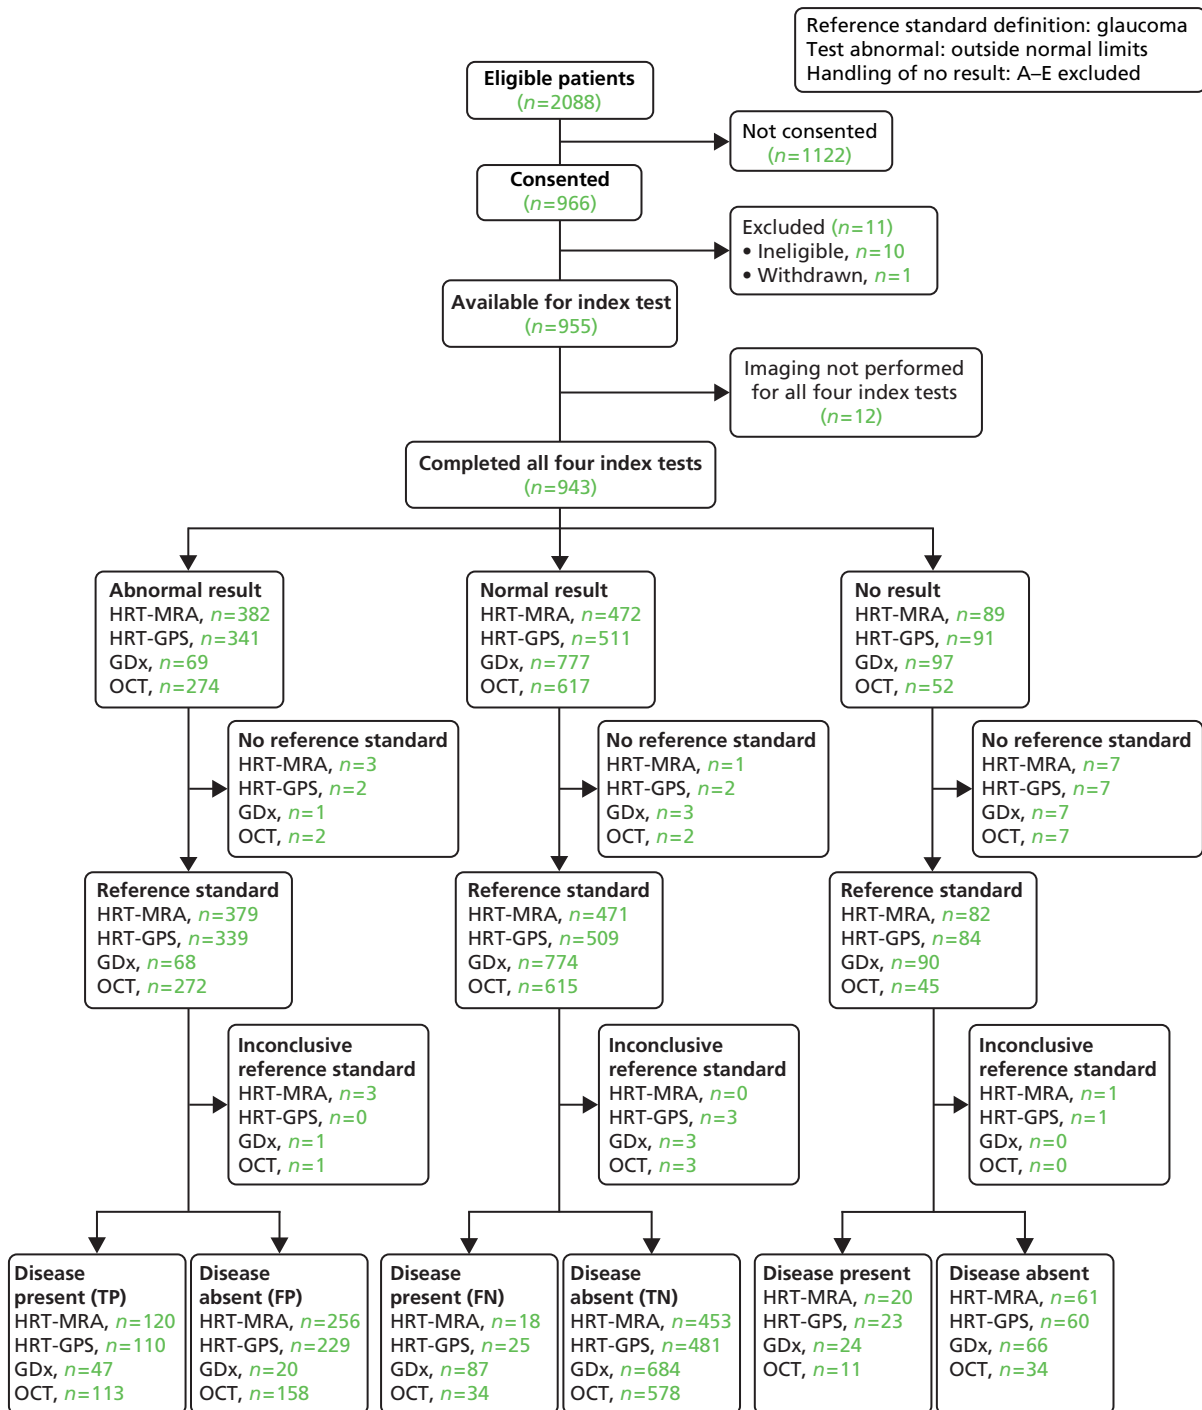 Reference standard definition: glaucoma
Test abnormal: outside normal limits
Handling of no result: A–E excluded
Eligible patients
(n=2088)
Not consented
(n=1122)
Consented
(n=966)
Excluded (n=11)
• Ineligible, n=10
• Withdrawn, n=1
Available for index test
(n=955)
Imaging not performed
for all four index tests
(n=12)
Completed all four index tests
(n=943)
Abnormal result
HRT-MRA, n=382
HRT-GPS, n=341
GDx, n=69
OCT, n=274
Normal result
HRT-MRA, n=472
HRT-GPS, n=511
GDx, n=777
OCT, n=617
No result
HRT-MRA, n=89
HRT-GPS, n=91
GDx, n=97
OCT, n=52
No reference standard
HRT-MRA, n=3
HRT-GPS, n=2
GDx, n=1
OCT, n=2
No reference standard
HRT-MRA, n=1
HRT-GPS, n=2
GDx, n=3
OCT, n=2
No reference standard
HRT-MRA, n=7
HRT-GPS, n=7
GDx, n=7
OCT, n=7
Reference standard
HRT-MRA, n=379
HRT-GPS, n=339
GDx, n=68
OCT, n=272
Reference standard
HRT-MRA, n=471
HRT-GPS, n=509
GDx, n=774
OCT, n=615
Reference standard
HRT-MRA, n=82
HRT-GPS, n=84
GDx, n=90
OCT, n=45
Inconclusive
reference standard
HRT-MRA, n=3
HRT-GPS, n=0
GDx, n=1
OCT, n=1
Inconclusive
reference standard
HRT-MRA, n=0
HRT-GPS, n=3
GDx, n=3
OCT, n=3
Inconclusive
reference standard
HRT-MRA, n=1
HRT-GPS, n=1
GDx, n=0
OCT, n=0
Disease
present (TP)
HRT-MRA, n=120
HRT-GPS, n=110
GDx, n=47
OCT, n=113
Disease
absent (FP)
HRT-MRA, n=256
HRT-GPS, n=229
GDx, n=20
OCT, n=158
Disease
present (FN)
HRT-MRA, n=18
HRT-GPS, n=25
GDx, n=87
OCT, n=34
Disease
absent (TN)
HRT-MRA, n=453
HRT-GPS, n=481
GDx, n=684
OCT, n=578
Disease present
HRT-MRA, n=20
HRT-GPS, n=23
GDx, n=24
OCT, n=11
Disease absent
HRT-MRA, n=61
HRT-GPS, n=60
GDx, n=66
OCT, n=34